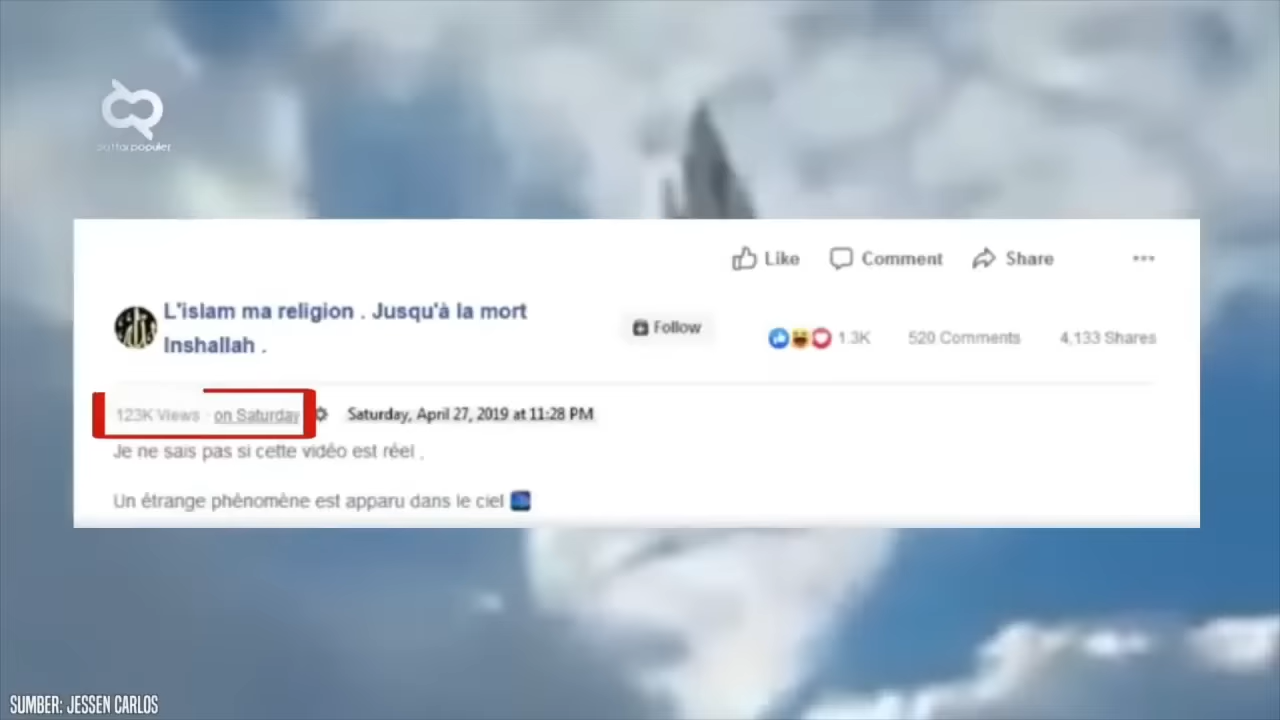 Like Comment Share
L'islam ma religion . Jusqu'à la mort
Inshallah .
Follow
1.3K 520 Comments 4,133 Shares
123K Views · on Saturday
Saturday, April 27, 2019 at 11:28 PM
Je ne sais pas si cette vidéo est réel .
Un étrange phènomène est apparu dans le ciel
SUMBER: JESSEN CARLOS